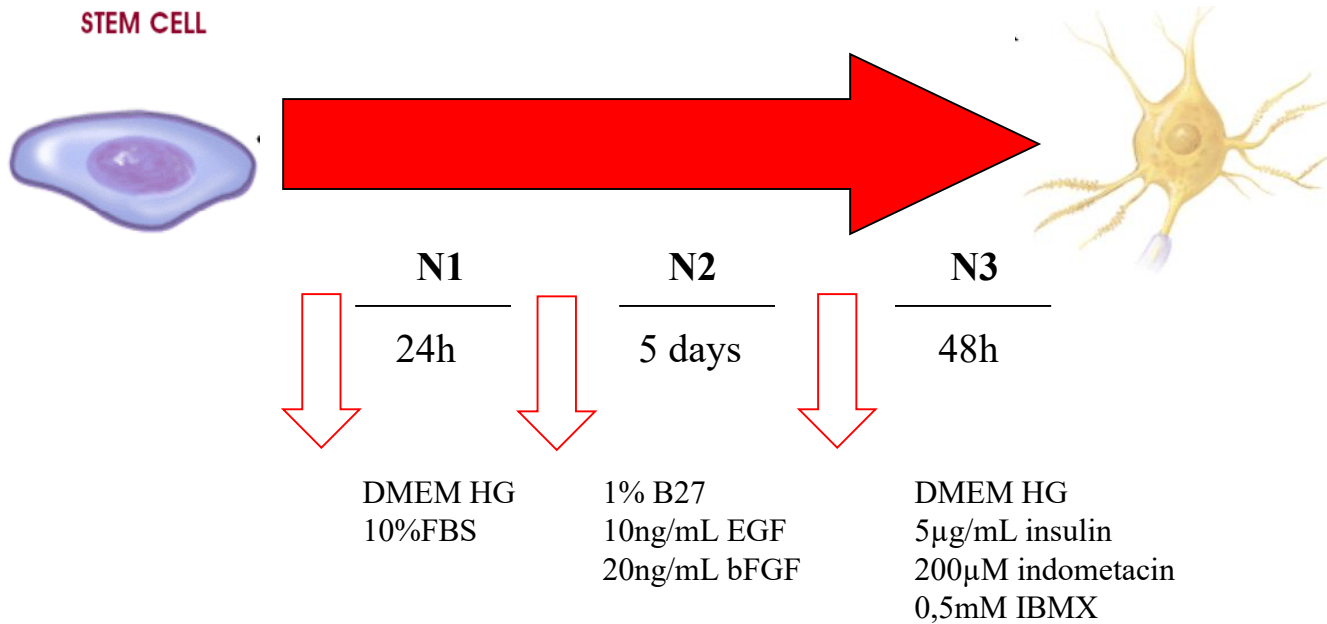 STEM CELL
N1
N2
N3
24h
5 days
48h
DMEM HG
10%FBS
1% B27
10ng/mL EGF
20ng/mL bFGF
DMEM HG
5µg/mL insulin
200µM indometacin
0,5mM IBMX